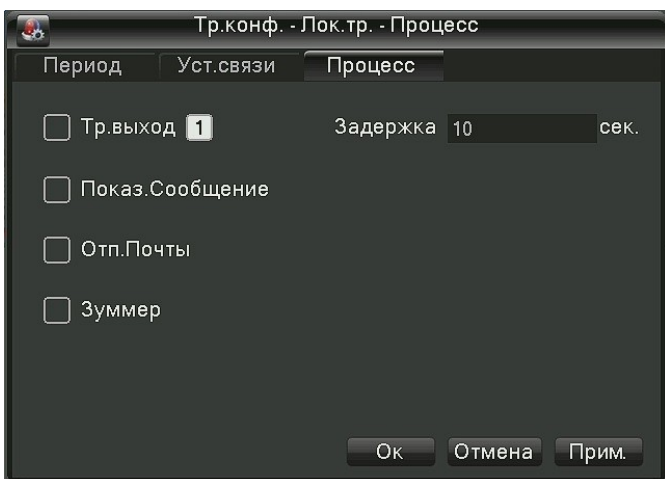 Тр.конф. - Лок.тр. - Процесс
Период Уст.связи Процесс
Тр.выход 1 Задержка 10 сек.
Показ.Сообщение
Отп.Почты
Зуммер
Ок Отмена Прим.